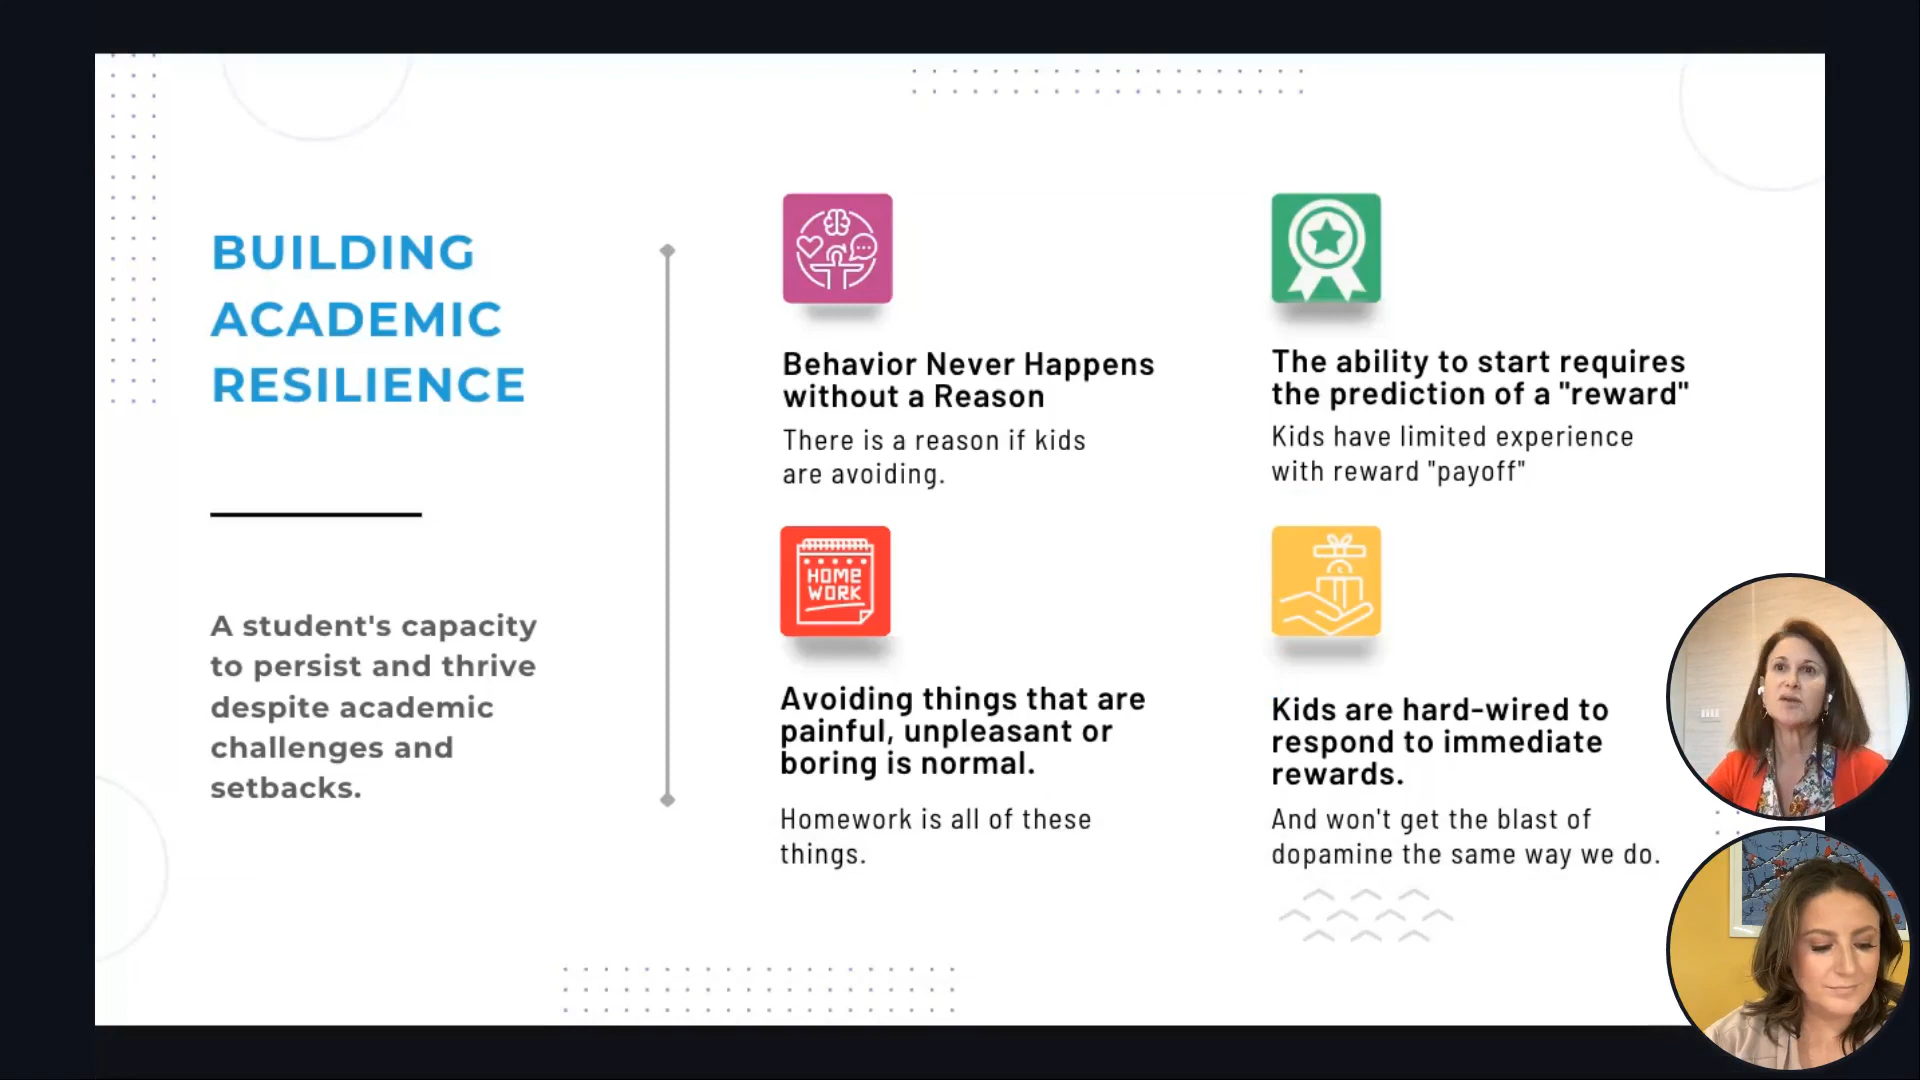 BUILDING
ACADEMIC
RESILIENCE
A student's capacity
to persist and thrive
despite academic
challenges and
setbacks.
Behavior Never Happens
without a Reason
There is a reason if kids
are avoiding.
The ability to start requires
the prediction of a "reward"
Kids have limited experience
with reward "payoff"
HOME
WORK
Avoiding things that are
painful, unpleasant or
boring is normal.
Homework is all of these
things.
Kids are hard-wired to
respond to immediate
rewards.
And won't get the blast of
dopamine the same way we do.